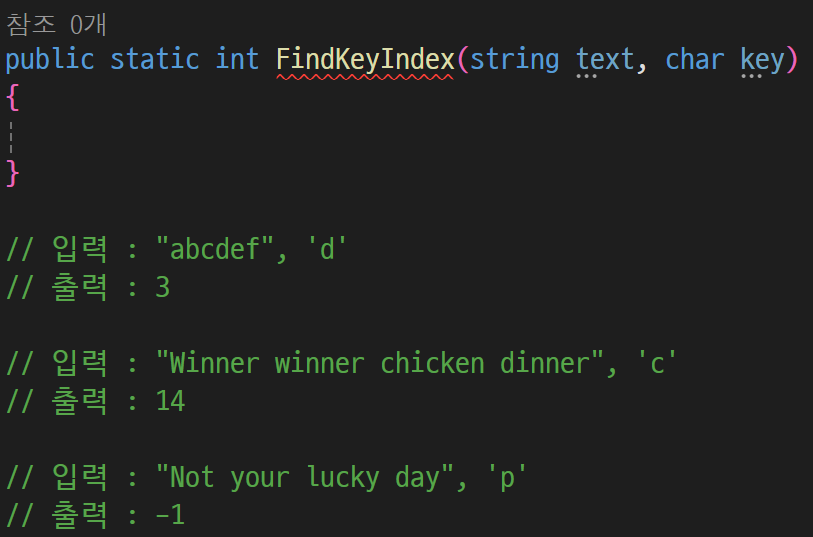 참조 0개
public static int FindKeyIndex(string text, char key)
{
}
// 입력 : "abcdef", 'd'
// 출력 : 3
// 입력 : "Winner winner chicken dinner", 'c'
// 출력 : 14
// 입력 : "Not your lucky day", 'p'
// 출력 : -1